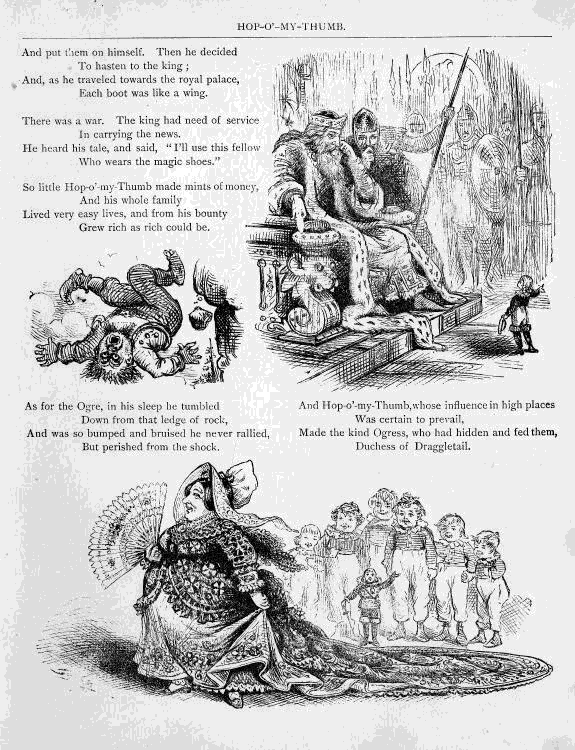 HOP-O'-MY-THUMB.
And put them on himself. Then he decided
To hasten to the king ;
And, as he traveled towards the royal palace,
Each boot was like a wing.
There was a war. The king had need of service
In carrying the news.
He heard his tale, and said, "I'll use this fellow
Who wears the magic shoes."
So little Hop-o'-my-Thumb made mints of money,
And his whole family
Lived very easy lives, and from his bounty
Grew rich as rich could be.
As for the Ogre, in his sleep he tumbled
Down from that ledge of rock,
And was so bumped and bruised he never rallied,
But perished from the shock.
And Hop-o'-my-Thumb, whose influence in high places
Was certain to prevail,
Made the kind Ogress, who had hidden and fed them,
Duchess of Draggletail.